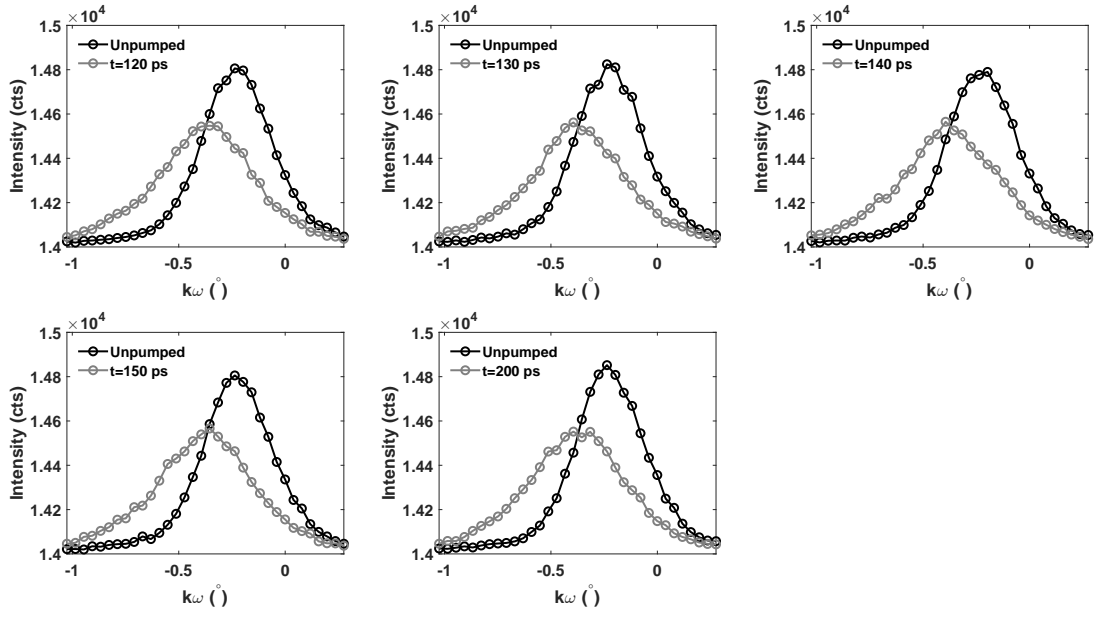 ×10⁴
1.5
1.48
1.46
1.44
1.42
1.4
Intensity (cts)
Unpumped
t=120 ps
-1 -0.5 0
kω (°)
×10⁴
1.5
1.48
1.46
1.44
1.42
1.4
Intensity (cts)
Unpumped
t=130 ps
-1 -0.5 0
kω (°)
×10⁴
1.5
1.48
1.46
1.44
1.42
1.4
Intensity (cts)
Unpumped
t=140 ps
-1 -0.5 0
kω (°)
×10⁴
1.5
1.48
1.46
1.44
1.42
1.4
Intensity (cts)
Unpumped
t=150 ps
-1 -0.5 0
kω (°)
×10⁴
1.5
1.48
1.46
1.44
1.42
1.4
Intensity (cts)
Unpumped
t=200 ps
-1 -0.5 0
kω (°)